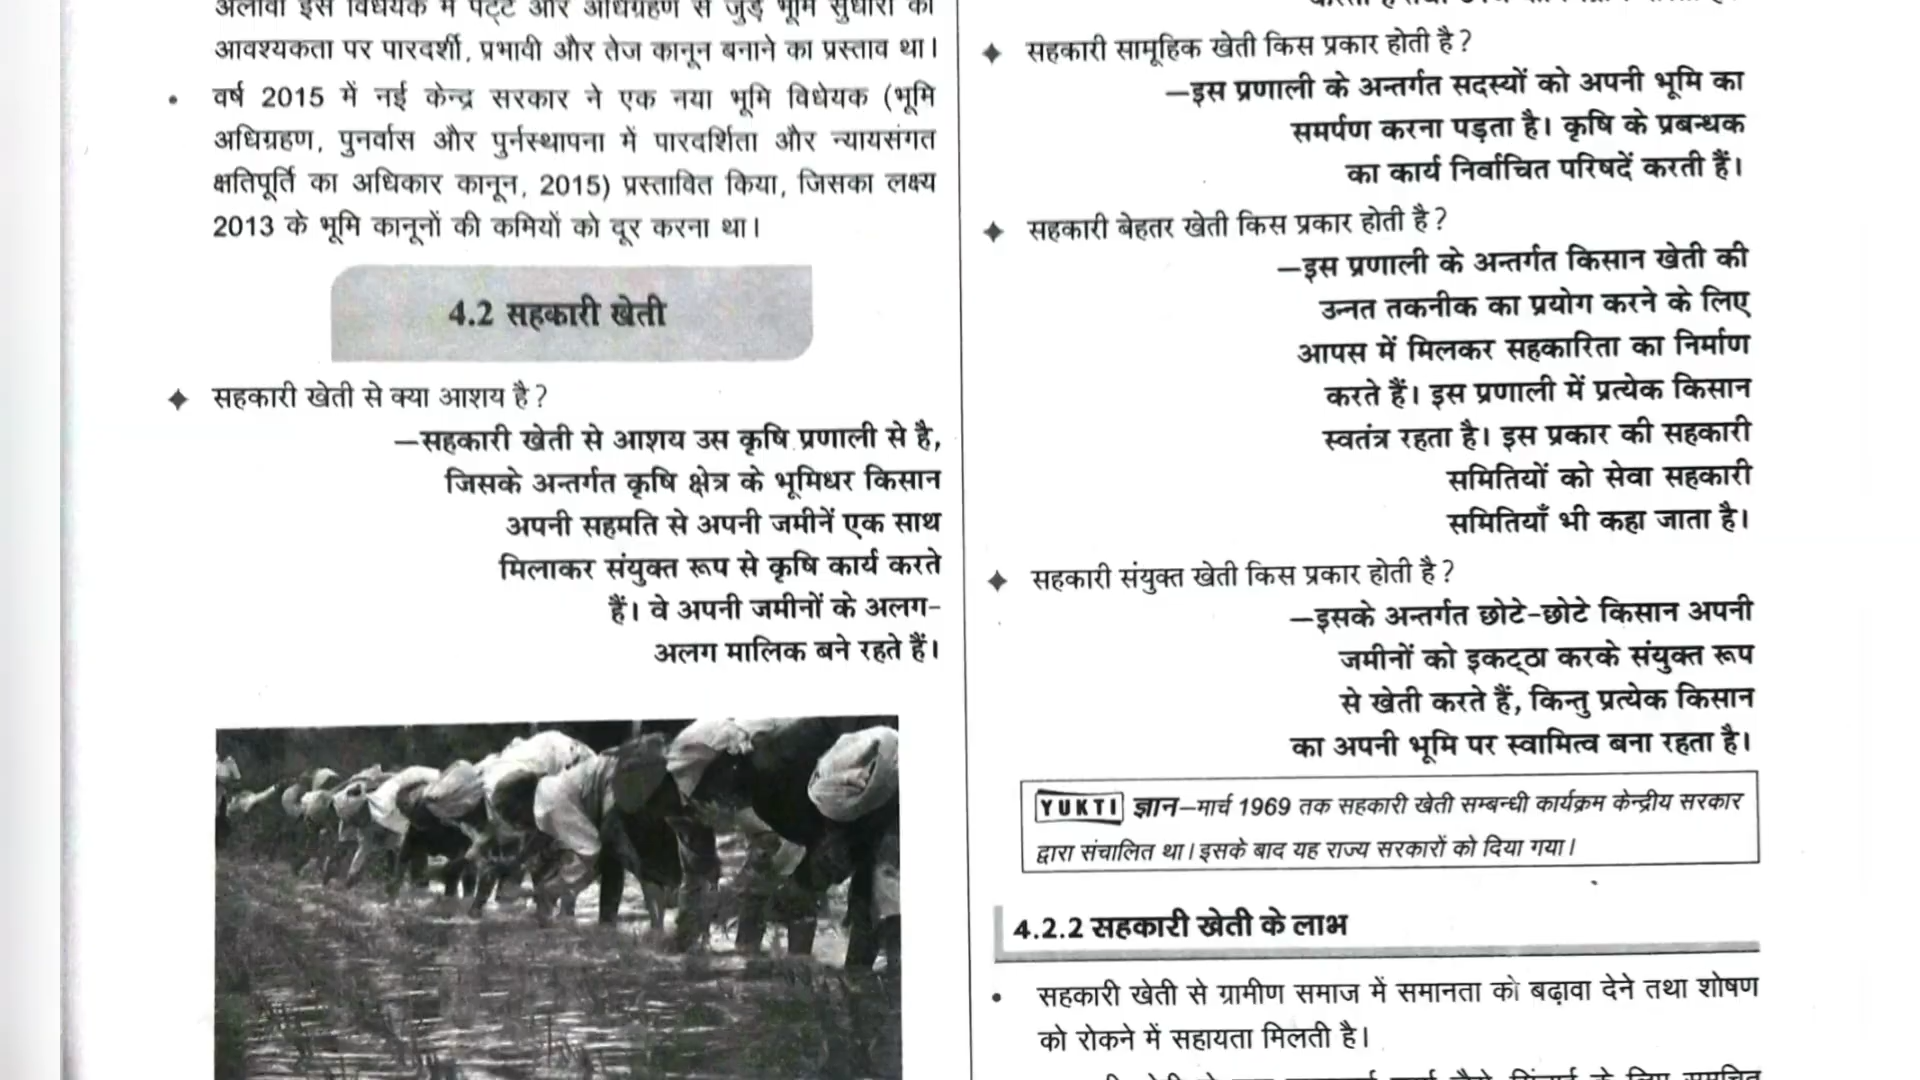 अलावा इस विधेयक में पट्टे और अधिग्रहण से जुड़े भूमि सुधारों की
आवश्यकता पर पारदर्शी, प्रभावी और तेज कानून बनाने का प्रस्ताव था।
• वर्ष 2015 में नई केन्द्र सरकार ने एक नया भूमि विधेयक (भूमि
अधिग्रहण, पुनर्वास और पुर्नस्थापना में पारदर्शिता और न्यायसंगत
क्षतिपूर्ति का अधिकार कानून, 2015) प्रस्तावित किया, जिसका लक्ष्य
2013 के भूमि कानूनों की कमियों को दूर करना था।
4.2 सहकारी खेती
✦ सहकारी खेती से क्या आशय है?
—सहकारी खेती से आशय उस कृषि प्रणाली से है,
जिसके अन्तर्गत कृषि क्षेत्र के भूमिधर किसान
अपनी सहमति से अपनी जमीनें एक साथ
मिलाकर संयुक्त रूप से कृषि कार्य करते
हैं। वे अपनी जमीनों के अलग-
अलग मालिक बने रहते हैं।
✦ सहकारी सामूहिक खेती किस प्रकार होती है?
—इस प्रणाली के अन्तर्गत सदस्यों को अपनी भूमि का
समर्पण करना पड़ता है। कृषि के प्रबन्धक
का कार्य निर्वाचित परिषदें करती हैं।
✦ सहकारी बेहतर खेती किस प्रकार होती है?
—इस प्रणाली के अन्तर्गत किसान खेती की
उन्नत तकनीक का प्रयोग करने के लिए
आपस में मिलकर सहकारिता का निर्माण
करते हैं। इस प्रणाली में प्रत्येक किसान
स्वतंत्र रहता है। इस प्रकार की सहकारी
समितियों को सेवा सहकारी
समितियाँ भी कहा जाता है।
✦ सहकारी संयुक्त खेती किस प्रकार होती है?
—इसके अन्तर्गत छोटे-छोटे किसान अपनी
जमीनों को इकट्ठा करके संयुक्त रूप
से खेती करते हैं, किन्तु प्रत्येक किसान
का अपनी भूमि पर स्वामित्व बना रहता है।
YUKTI ज्ञान—मार्च 1969 तक सहकारी खेती सम्बन्धी कार्यक्रम केन्द्रीय सरकार
द्वारा संचालित था। इसके बाद यह राज्य सरकारों को दिया गया।
4.2.2 सहकारी खेती के लाभ
• सहकारी खेती से ग्रामीण समाज में समानता को बढ़ावा देने तथा शोषण
को रोकने में सहायता मिलती है।